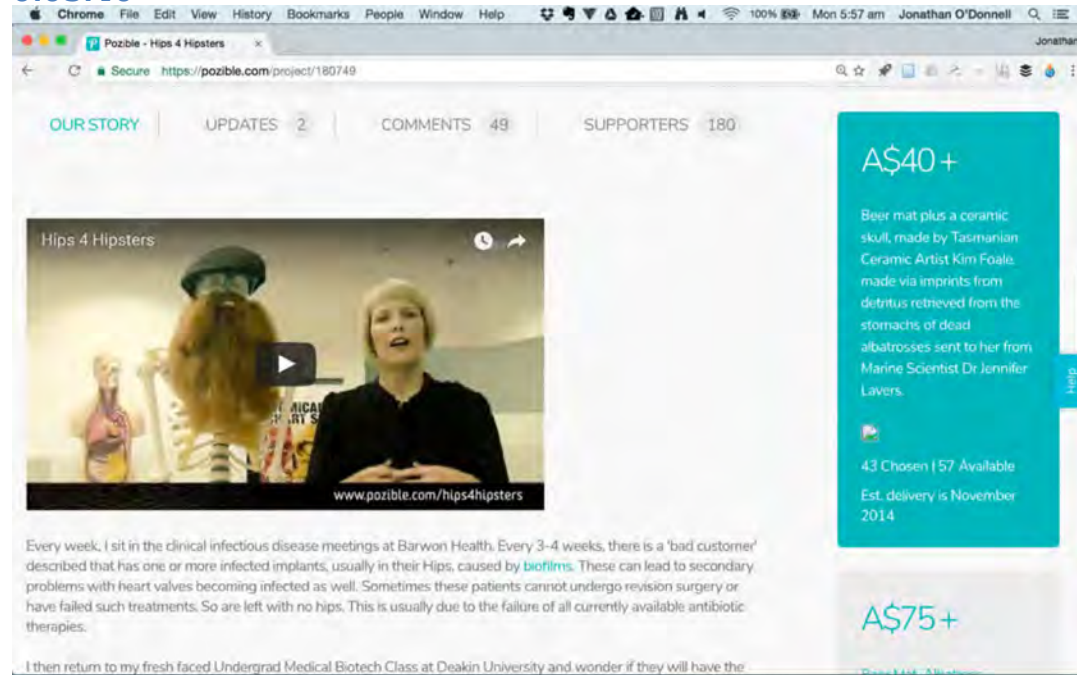 Chrome File Edit View History Bookmarks People Window Help 100% Mon 5:57 am Jonathan O'Donnell
Pozible - Hips 4 Hipsters × Jonathan
Secure https://pozible.com/project/180749
OUR STORY UPDATES 2 COMMENTS 49 SUPPORTERS 180
Hips 4 Hipsters
www.pozible.com/hips4hipsters
Every week, I sit in the clinical infectious disease meetings at Barwon Health. Every 3-4 weeks, there is a 'bad customer'
described that has one or more infected implants, usually in their Hips, caused by biofilms. These can lead to secondary
problems with heart valves becoming infected as well. Sometimes these patients cannot undergo revision surgery or
have failed such treatments. So are left with no hips. This is usually due to the failure of all currently available antibiotic
therapies.
I then return to my fresh faced Undergrad Medical Biotech Class at Deakin University and wonder if they will have the
A$40+
Beer mat plus a ceramic
skull, made by Tasmanian
Ceramic Artist Kim Foale,
made via imprints from
detritus retrieved from the
stomachs of dead
albatrosses sent to her from
Marine Scientist Dr Jennifer
Lavers.
43 Chosen | 57 Available
Est. delivery is November
2014
Help
A$75+